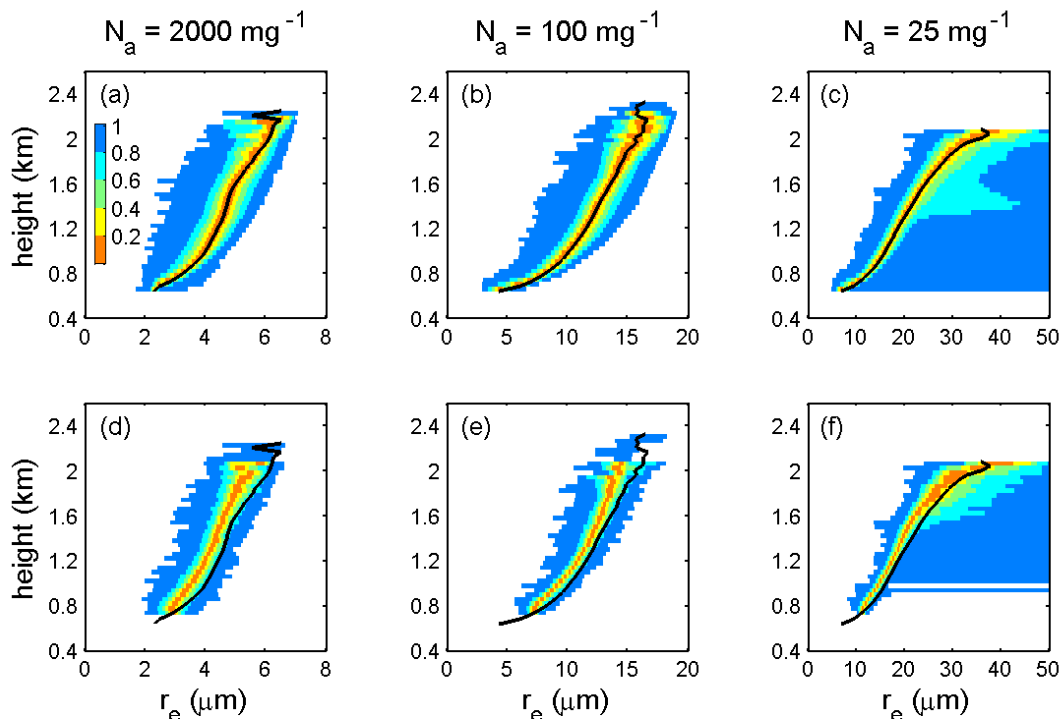 N_a = 2000 mg^-1 N_a = 100 mg^-1 N_a = 25 mg^-1
(a) (b) (c)
2.4 2.4 2.4
1
0.8
0.6
0.4
0.2
2 2 2
1.6 1.6 1.6
1.2 1.2 1.2
0.8 0.8 0.8
0.4 0.4 0.4
height (km)
0 2 4 6 8 0 5 10 15 20 0 10 20 30 40 50
(d) (e) (f)
2.4 2.4 2.4
2 2 2
1.6 1.6 1.6
1.2 1.2 1.2
0.8 0.8 0.8
0.4 0.4 0.4
height (km)
0 2 4 6 8 0 5 10 15 20 0 10 20 30 40 50
r_e (μm) r_e (μm) r_e (μm)